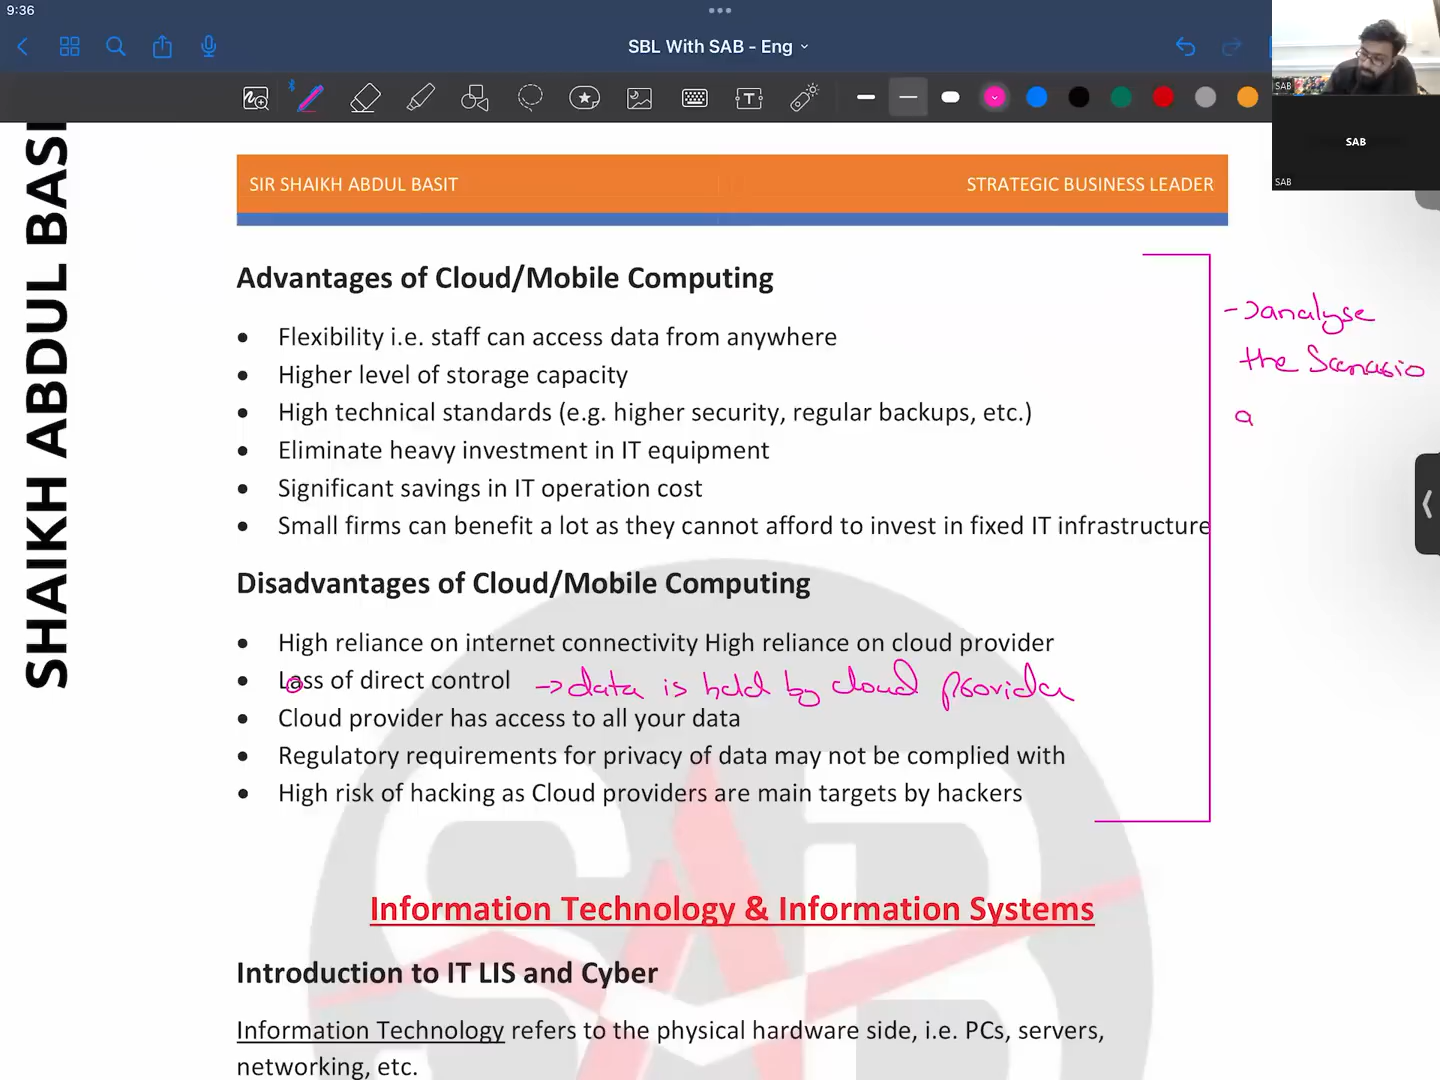 9:36
SBL With SAB - Eng
SAB
SAB
SAB
SHAIKH ABDUL BASI
SIR SHAIKH ABDUL BASIT
STRATEGIC BUSINESS LEADER
Advantages of Cloud/Mobile Computing
• Flexibility i.e. staff can access data from anywhere
• Higher level of storage capacity
• High technical standards (e.g. higher security, regular backups, etc.)
• Eliminate heavy investment in IT equipment
• Significant savings in IT operation cost
• Small firms can benefit a lot as they cannot afford to invest in fixed IT infrastructure
→ analyse
the Scenario
a
Disadvantages of Cloud/Mobile Computing
• High reliance on internet connectivity High reliance on cloud provider
• Loss of direct control → data is held by cloud provider
• Cloud provider has access to all your data
• Regulatory requirements for privacy of data may not be complied with
• High risk of hacking as Cloud providers are main targets by hackers
Information Technology & Information Systems
Introduction to IT LIS and Cyber
Information Technology refers to the physical hardware side, i.e. PCs, servers,
networking, etc.